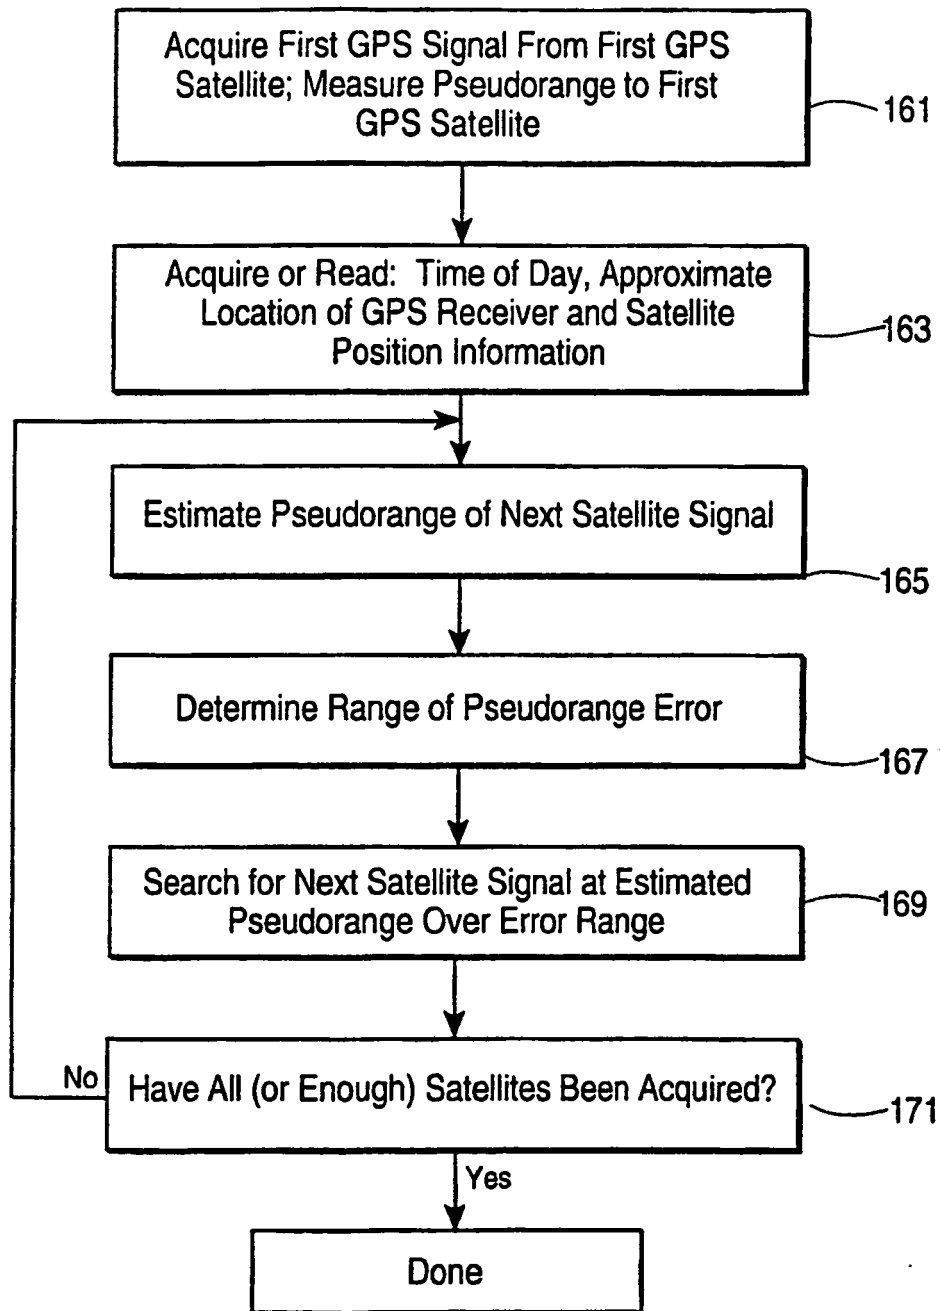 Acquire First GPS Signal From First GPS
Satellite; Measure Pseudorange to First
GPS Satellite
161
Acquire or Read: Time of Day, Approximate
Location of GPS Receiver and Satellite
Position Information
163
Estimate Pseudorange of Next Satellite Signal
165
Determine Range of Pseudorange Error
167
Search for Next Satellite Signal at Estimated
Pseudorange Over Error Range
169
No
Have All (or Enough) Satellites Been Acquired?
171
Yes
Done